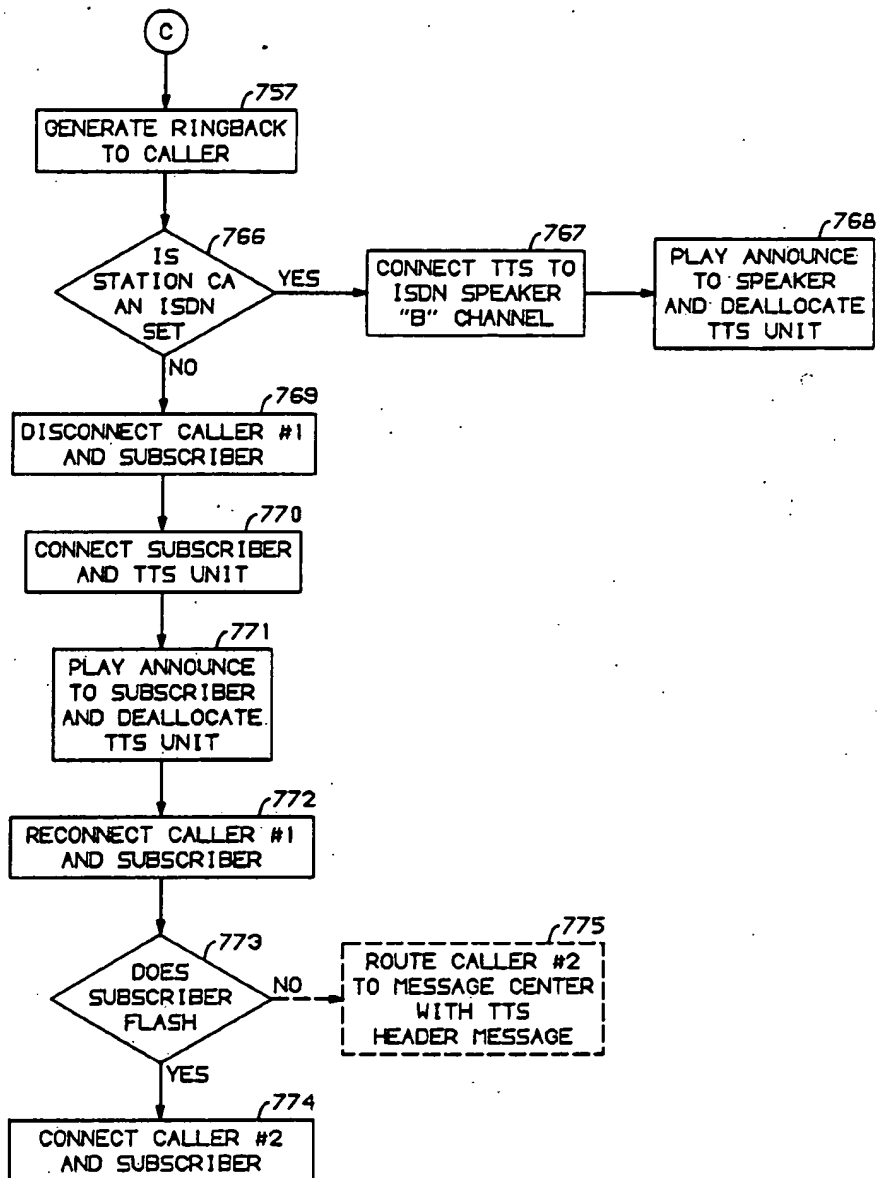 C
757
GENERATE RINGBACK
TO CALLER
766
IS
STATION CA
AN ISDN
SET
YES
NO
767
CONNECT TTS TO
ISDN SPEAKER
"B" CHANNEL
768
PLAY ANNOUNCE
TO SPEAKER
AND DEALLOCATE
TTS UNIT
769
DISCONNECT CALLER #1
AND SUBSCRIBER
770
CONNECT SUBSCRIBER
AND TTS UNIT
771
PLAY ANNOUNCE
TO SUBSCRIBER
AND DEALLOCATE
TTS UNIT
772
RECONNECT CALLER #1
AND SUBSCRIBER
773
DOES
SUBSCRIBER
FLASH
NO
YES
775
ROUTE CALLER #2
TO MESSAGE CENTER
WITH TTS
HEADER MESSAGE
774
CONNECT CALLER #2
AND SUBSCRIBER